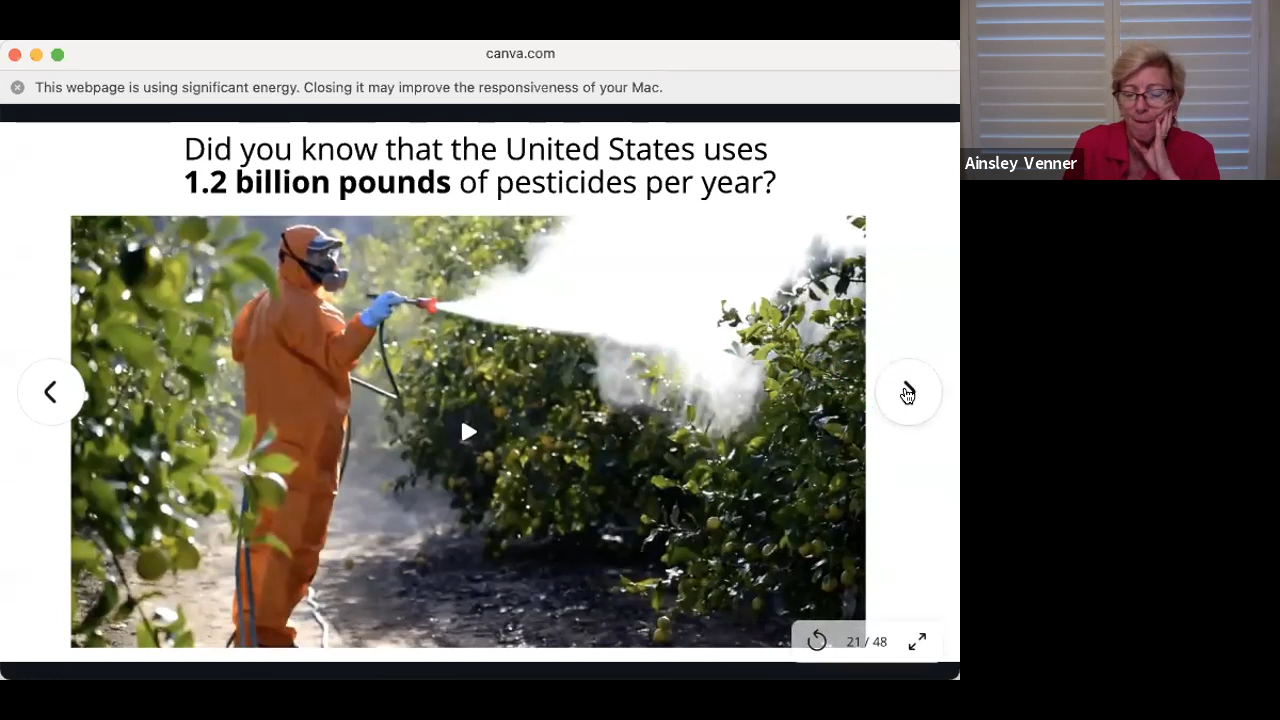 canva.com
This webpage is using significant energy. Closing it may improve the responsiveness of your Mac.
Did you know that the United States uses
1.2 billion pounds of pesticides per year?
21 / 48
Ainsley Venner